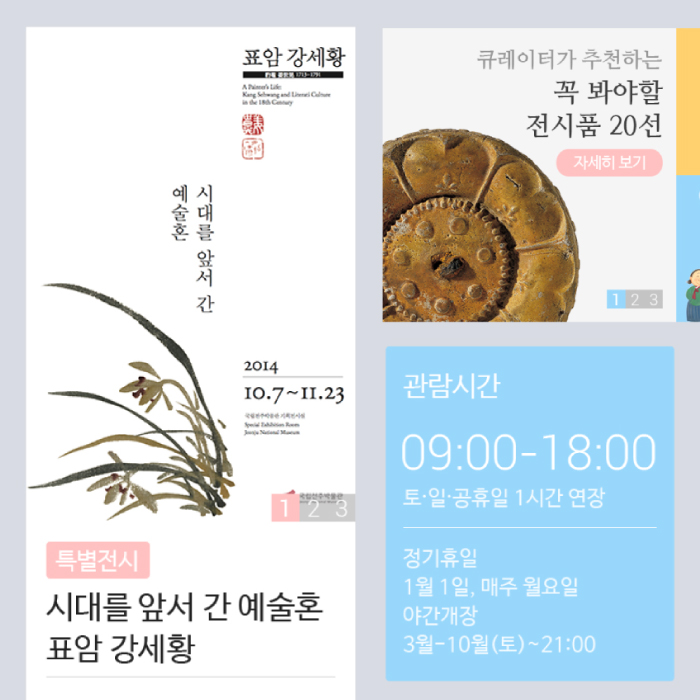 표암 강세황
1713~1791
A Painter's Life:
Kang Sehwang and Literati Culture
in the 18th Century
시대를 앞서 간
예술혼
2014
10.7~11.23
국립전주박물관 기획전시실
Special Exhibition Room
Jeonju National Museum
국립전주박물관
1 2 3
특별전시
시대를 앞서 간 예술혼
표암 강세황
큐레이터가 추천하는
꼭 봐야할
전시품 20선
자세히 보기
1 2 3
관람시간
09:00-18:00
토·일·공휴일 1시간 연장
정기휴일
1월 1일, 매주 월요일
야간개장
3월-10월(토)~21:00